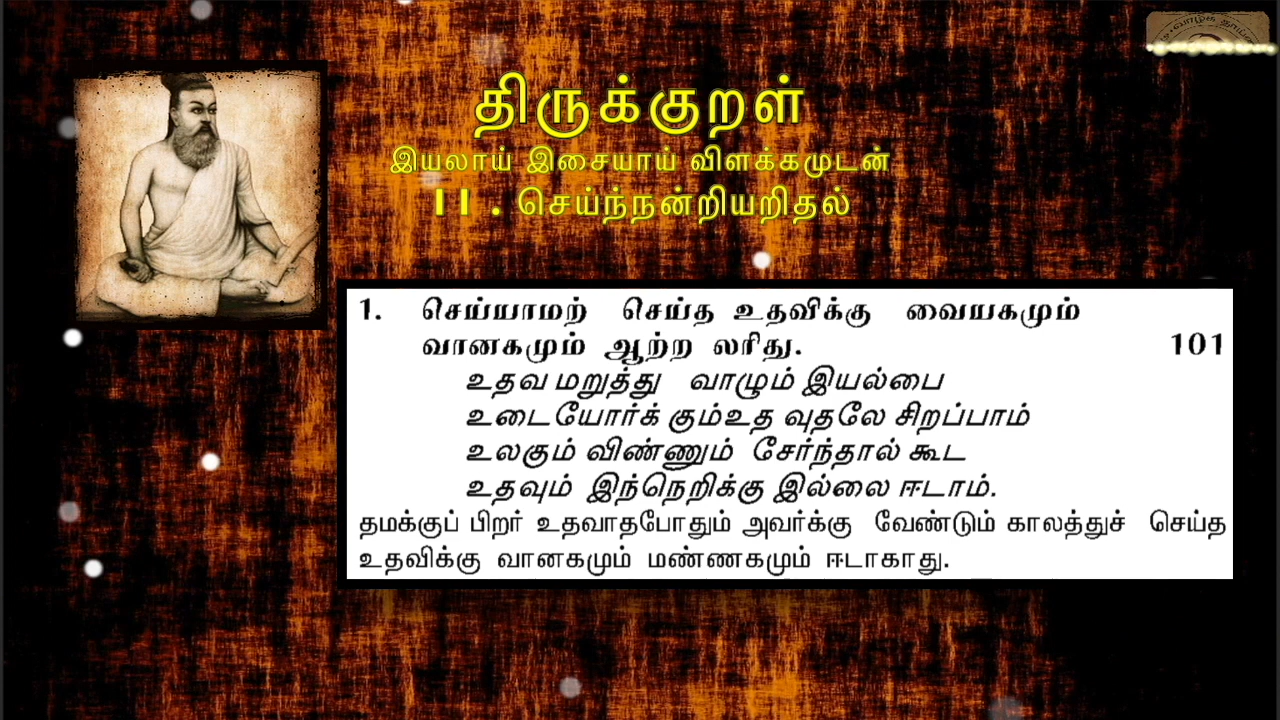 திருக்குறள்
இயலாய் இசையாய் விளக்கமுடன்
11 . செய்ந்நன்றியறிதல்
1. செய்யாமற் செய்த உதவிக்கு வையகமும்
வானகமும் ஆற்ற லரிது. 101
உதவ மறுத்து வாழும் இயல்பை
உடையோர்க் கும்உத வுதலே சிறப்பாம்
உலகும் விண்ணும் சேர்ந்தால் கூட
உதவும் இந்நெறிக்கு இல்லை ஈடாம்.
தமக்குப் பிறர் உதவாதபோதும் அவர்க்கு வேண்டும் காலத்துச் செய்த
உதவிக்கு வானகமும் மண்ணகமும் ஈடாகாது.